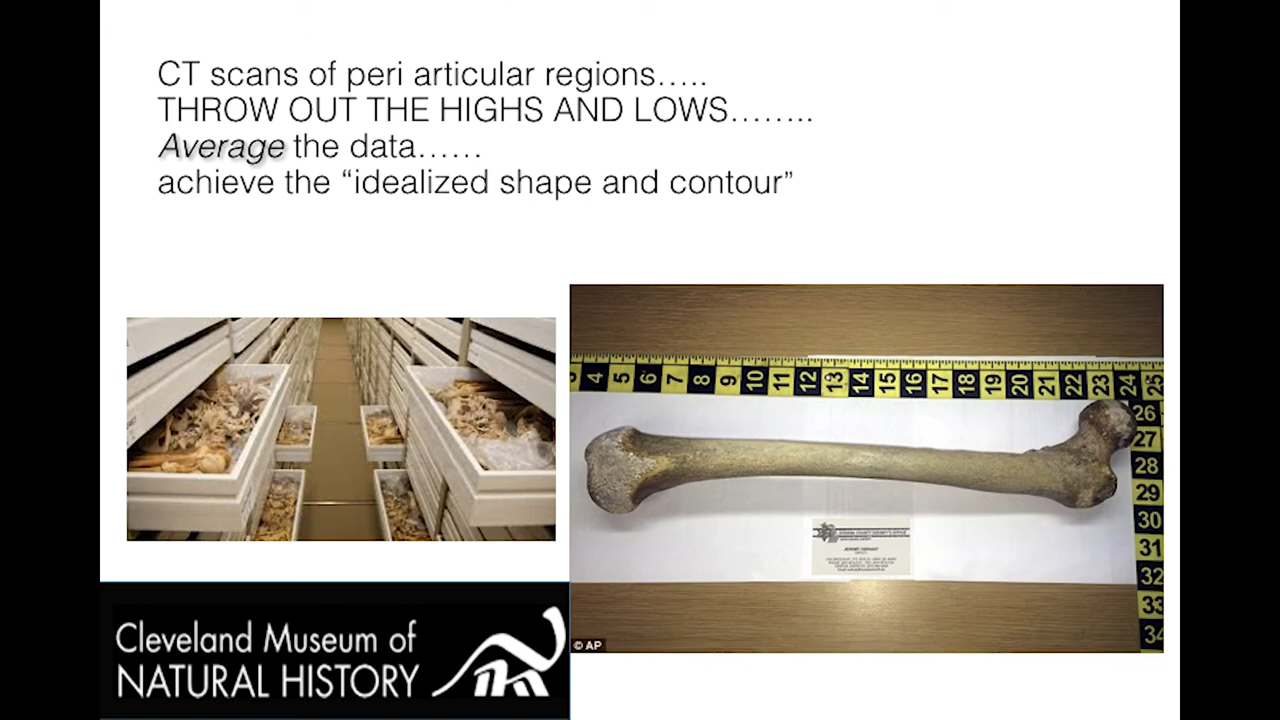 CT scans of peri articular regions…..
THROW OUT THE HIGHS AND LOWS……..
Average the data……
achieve the “idealized shape and contour”
4 5 6 7 8 9 10 11 12 13 14 15 16 17 18 19 20 21 22 23 24 25
26
27
28
29
30
31
32
33
34
© AP
Cleveland Museum of
NATURAL HISTORY